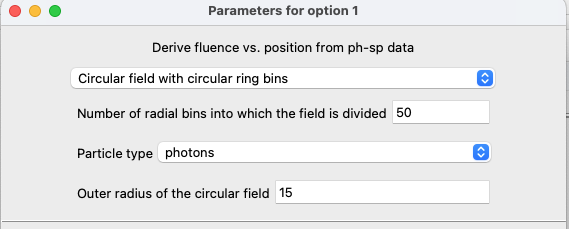 Parameters for option 1
Derive fluence vs. position from ph-sp data
Circular field with circular ring bins
Number of radial bins into which the field is divided 50
Particle type photons
Outer radius of the circular field 15